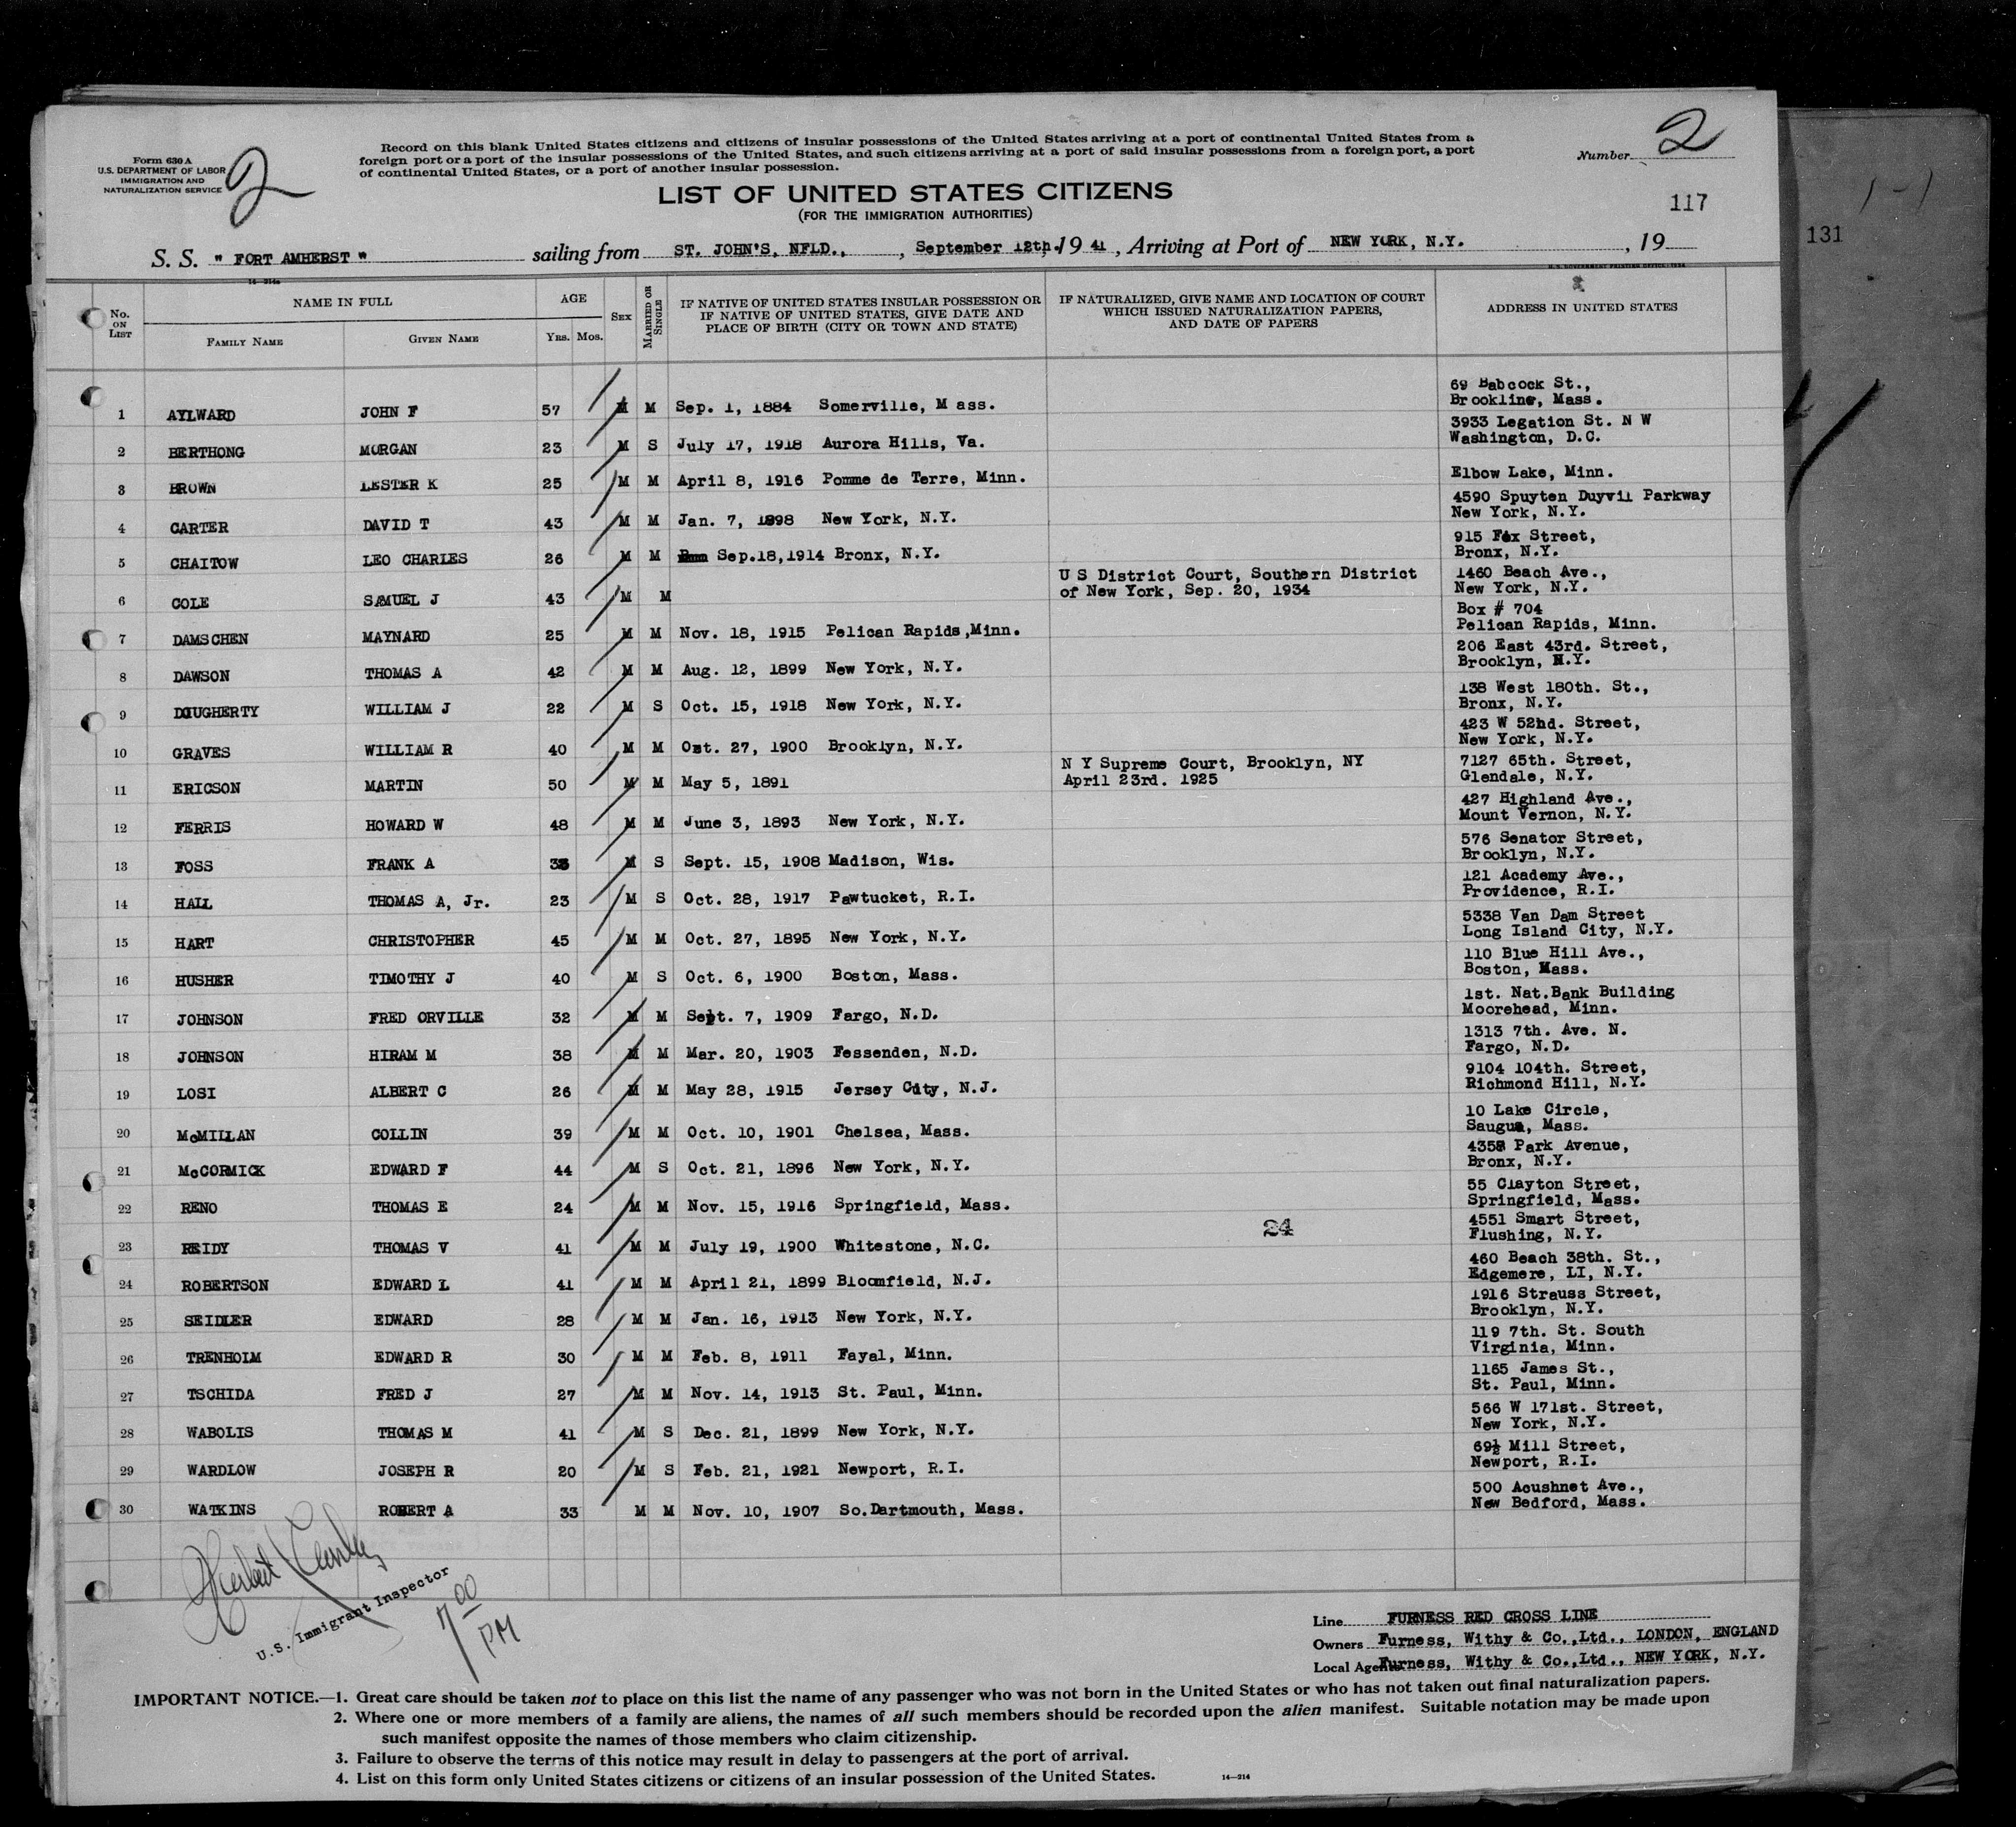 Form 630 A
U.S. DEPARTMENT OF LABOR
IMMIGRATION AND
NATURALIZATION SERVICE
2
Record on this blank United States citizens and citizens of insular possessions of the United States arriving at a port of continental United States from a
foreign port or a port of the insular possessions of the United States, and such citizens arriving at a port of said insular possessions from a foreign port, a port
of continental United States, or a port of another insular possession.
Number 2
LIST OF UNITED STATES CITIZENS
(FOR THE IMMIGRATION AUTHORITIES)
117
131
S. S. " FORT AMHERST " sailing from ST. JOHN'S, NFLD., , September 12th, 19 41 , Arriving at Port of NEW YORK, N.Y. , 19
14—214a
No. ON LIST
NAME IN FULL
FAMILY NAME
GIVEN NAME
AGE
YRS. MOS.
SEX
MARRIED OR SINGLE
IF NATIVE OF UNITED STATES INSULAR POSSESSION OR
IF NATIVE OF UNITED STATES, GIVE DATE AND
PLACE OF BIRTH (CITY OR TOWN AND STATE)
IF NATURALIZED, GIVE NAME AND LOCATION OF COURT
WHICH ISSUED NATURALIZATION PAPERS,
AND DATE OF PAPERS
ADDRESS IN UNITED STATES
1 AYLWARD JOHN F 57 M M Sep. 1, 1884 Somerville, M ass. 69 Babcock St.,
Brookline, Mass.
2 BERTHONG MORGAN 23 M S July 17, 1918 Aurora Hills, Va. 3933 Legation St. N W
Washington, D.C.
3 BROWN LESTER K 25 M M April 8, 1916 Pomme de Terre, Minn. Elbow Lake, Minn.
4 CARTER DAVID T 43 M M Jan. 7, 1898 New York, N.Y. 4590 Spuyten Duyvil Parkway
New York, N.Y.
5 CHAITOW LEO CHARLES 26 M M Sep.18,1914 Bronx, N.Y. 915 Fox Street,
Bronx, N.Y.
6 COLE SAMUEL J 43 M M U S District Court, Southern District
of New York, Sep. 20, 1934
1460 Beach Ave.,
New York, N.Y.
7 DAMSCHEN MAYNARD 25 M M Nov. 18, 1915 Pelican Rapids,Minn. Box # 704
Pelican Rapids, Minn.
8 DAWSON THOMAS A 42 M M Aug. 12, 1899 New York, N.Y. 206 East 43rd. Street,
Brooklyn, N.Y.
9 DOUGHERTY WILLIAM J 22 M S Oct. 15, 1918 New York, N.Y. 138 West 180th. St.,
Bronx, N.Y.
10 GRAVES WILLIAM R 40 M M Oct. 27, 1900 Brooklyn, N.Y. 423 W 52nd. Street,
New York, N.Y.
11 ERICSON MARTIN 50 M M May 5, 1891 N Y Supreme Court, Brooklyn, NY
April 23rd. 1925
7127 65th. Street,
Glendale, N.Y.
12 FERRIS HOWARD W 48 M M June 3, 1893 New York, N.Y. 427 Highland Ave.,
Mount Vernon, N.Y.
13 FOSS FRANK A M S Sept. 15, 1908 Madison, Wis. 576 Senator Street,
Brooklyn, N.Y.
14 HALL THOMAS A, Jr. 23 M S Oct. 28, 1917 Pawtucket, R.I. 121 Academy Ave.,
Providence, R.I.
15 HART CHRISTOPHER 45 M M Oct. 27, 1895 New York, N.Y. 5338 Van Dam Street
Long Island City, N.Y.
16 HUSHER TIMOTHY J 40 M S Oct. 6, 1900 Boston, Mass. 110 Blue Hill Ave.,
Boston, Mass.
17 JOHNSON FRED ORVILLE 32 M M Sept. 7, 1909 Fargo, N.D. 1st. Nat.Bank Building
Moorehead, Minn.
18 JOHNSON HIRAM M 38 M M Mar. 20, 1903 Fessenden, N.D. 1313 7th. Ave. N.
Fargo, N.D.
19 LOSI ALBERT C 26 M M May 28, 1915 Jersey City, N.J. 9104 104th. Street,
Richmond Hill, N.Y.
20 McMILLAN COLLIN 39 M M Oct. 10, 1901 Chelsea, Mass. 10 Lake Circle,
Saugus, Mass.
21 McCORMICK EDWARD F 44 M S Oct. 21, 1896 New York, N.Y. Park Avenue,
Bronx, N.Y.
22 RENO THOMAS E 24 M M Nov. 15, 1916 Springfield, Mass. 55 Clayton Street,
Springfield, Mass.
24
23 REIDY THOMAS V 41 M M July 19, 1900 Whitestone, N.C. 4551 Smart Street,
Flushing, N.Y.
24 ROBERTSON EDWARD L 41 M M April 21, 1899 Bloomfield, N.J. 460 Beach 38th. St.,
Edgemere, LI, N.Y.
25 SEIDLER EDWARD 28 M M Jan. 16, 1913 New York, N.Y. 1916 Strauss Street,
Brooklyn, N.Y.
26 TRENHOLM EDWARD R 30 M M Feb. 8, 1911 Fayal, Minn. 119 7th. St. South
Virginia, Minn.
27 TSCHIDA FRED J 27 M M Nov. 14, 1913 St. Paul, Minn. 1165 James St.,
St. Paul, Minn.
28 WABOLIS THOMAS M 41 M S Dec. 21, 1899 New York, N.Y. 566 W 171st. Street,
New York, N.Y.
29 WARDLOW JOSEPH R 20 M S Feb. 21, 1921 Newport, R.I. 69½ Mill Street,
Newport, R.I.
30 WATKINS ROBERT A 33 M M Nov. 10, 1907 So.Dartmouth, Mass. 500 Acushnet Ave.,
New Bedford, Mass.
U.S. Immigrant Inspector
7 00 PM
Line FURNESS RED CROSS LINE
Owners Furness, Withy & Co.,Ltd., LONDON, ENGLAND
Local Agents Furness, Withy & Co.,Ltd., NEW YORK, N.Y.
IMPORTANT NOTICE.—1. Great care should be taken not to place on this list the name of any passenger who was not born in the United States or who has not taken out final naturalization papers.
2. Where one or more members of a family are aliens, the names of all such members should be recorded upon the alien manifest. Suitable notation may be made upon
such manifest opposite the names of those members who claim citizenship.
3. Failure to observe the terms of this notice may result in delay to passengers at the port of arrival.
4. List on this form only United States citizens or citizens of an insular possession of the United States.
14—214